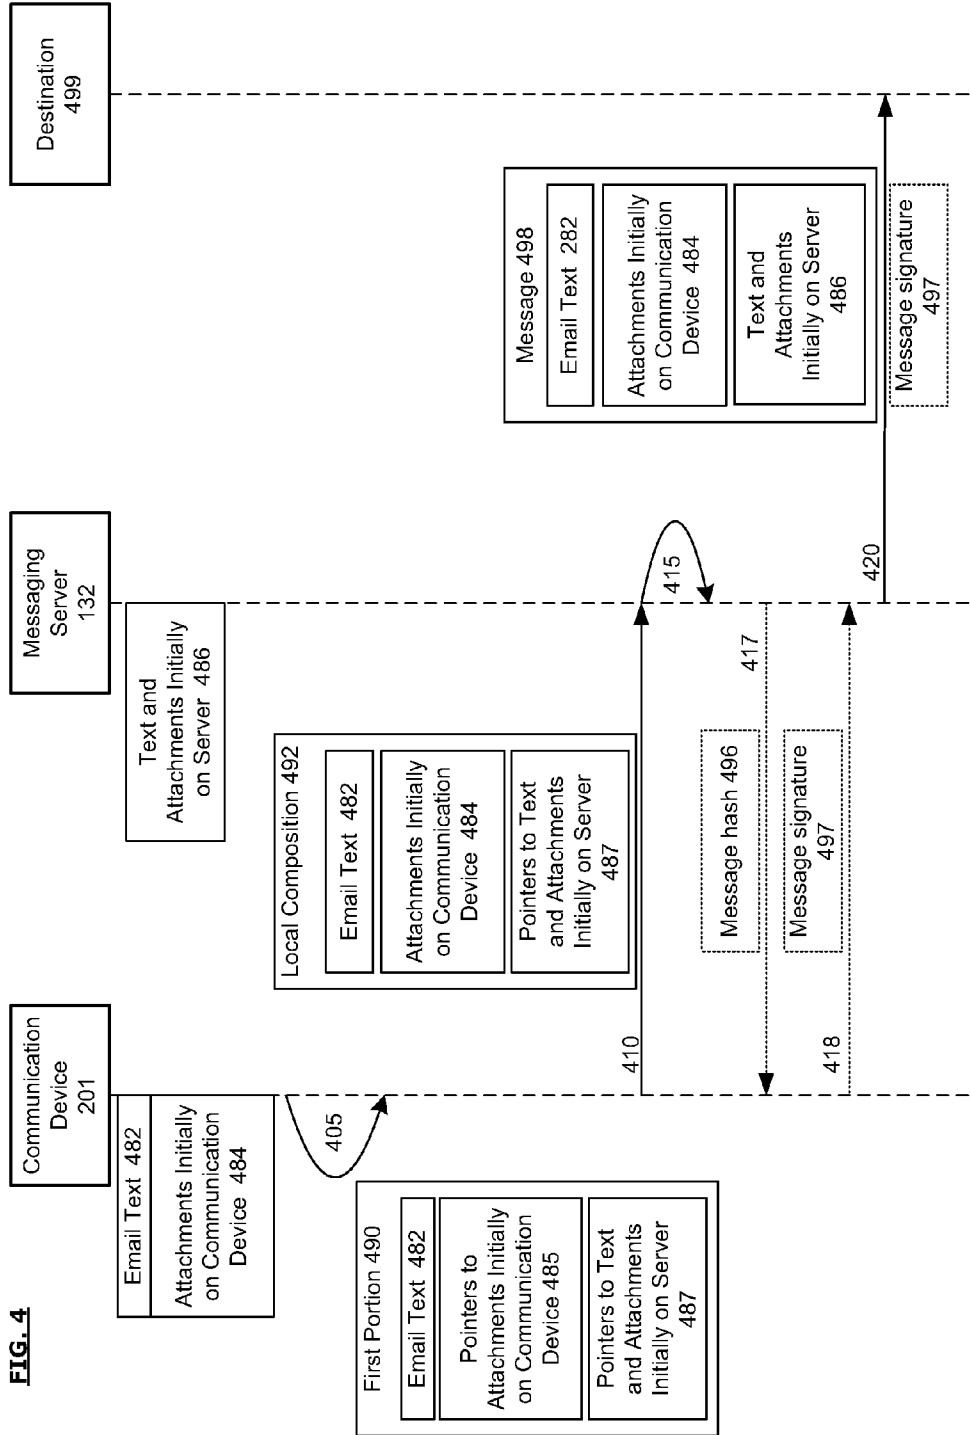 FIG. 4
Communication
Device
201
Messaging
Server
132
Destination
499
Email Text 482
Attachments Initially
on Communication
Device 484
Text and
Attachments Initially
on Server 486
405
First Portion 490
Email Text 482
Pointers to
Attachments Initially
on Communication
Device 485
Pointers to Text
and Attachments
Initially on Server
487
Local Composition 492
Email Text 482
Attachments Initially
on Communication
Device 484
Pointers to Text
and Attachments
Initially on Server
487
410
415
Message hash 496
417
Message signature
497
418
Message 498
Email Text 282
Attachments Initially
on Communication
Device 484
Text and
Attachments
Initially on Server
486
420
Message signature
497